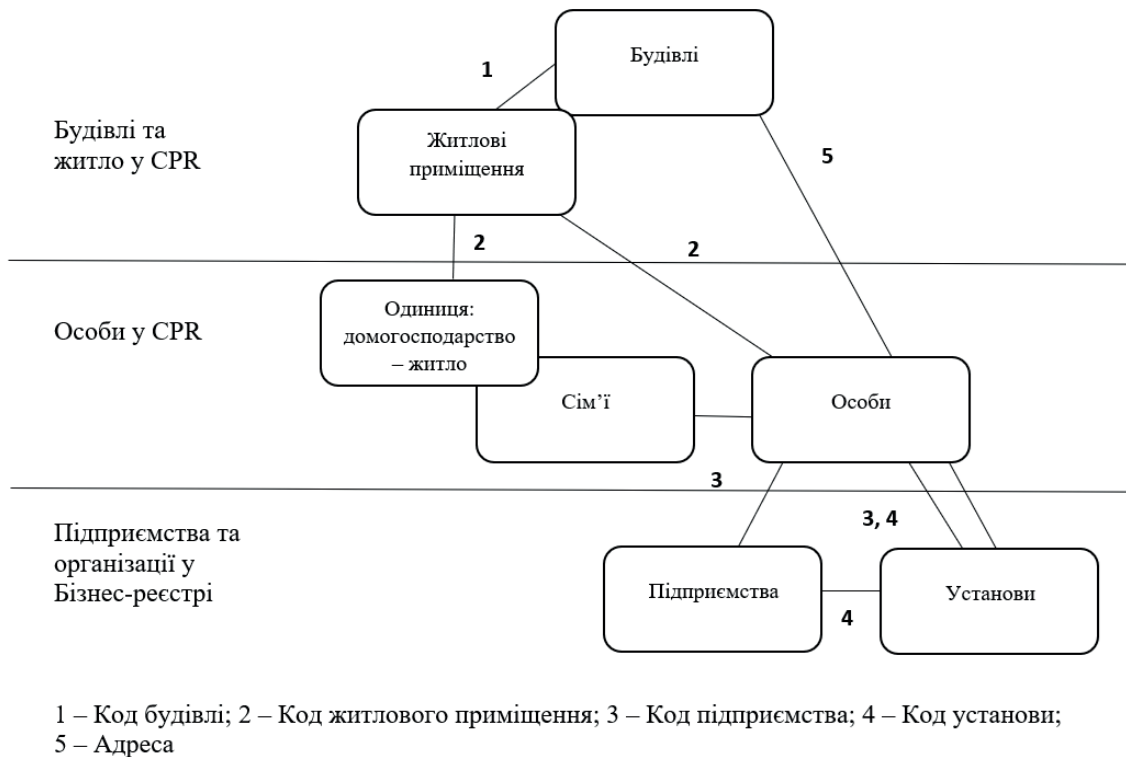 Будівлі
1
Житлові
приміщення
Будівлі та
житло у CPR
5
2
2
Одиниця:
домогосподарство
– житло
Особи у CPR
Сім’ї
Особи
3
3, 4
Підприємства та
організації у
Бізнес-реєстрі
Підприємства
4
Установи
1 – Код будівлі; 2 – Код житлового приміщення; 3 – Код підприємства; 4 – Код установи;
5 – Адреса